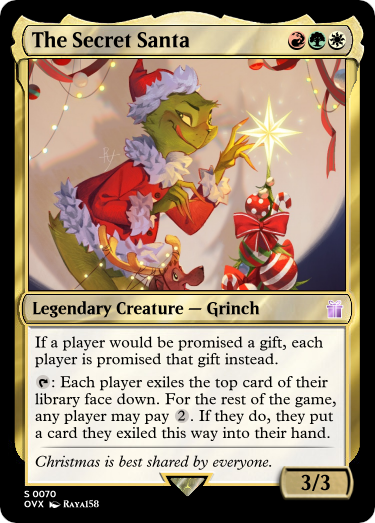 The Secret Santa
Legendary Creature — Grinch
If a player would be promised a gift, each
player is promised that gift instead.
: Each player exiles the top card of their
library face down. For the rest of the game,
any player may pay 2. If they do, they put
a card they exiled this way into their hand.
Christmas is best shared by everyone.
3/3
S 0070
OVX Raya158